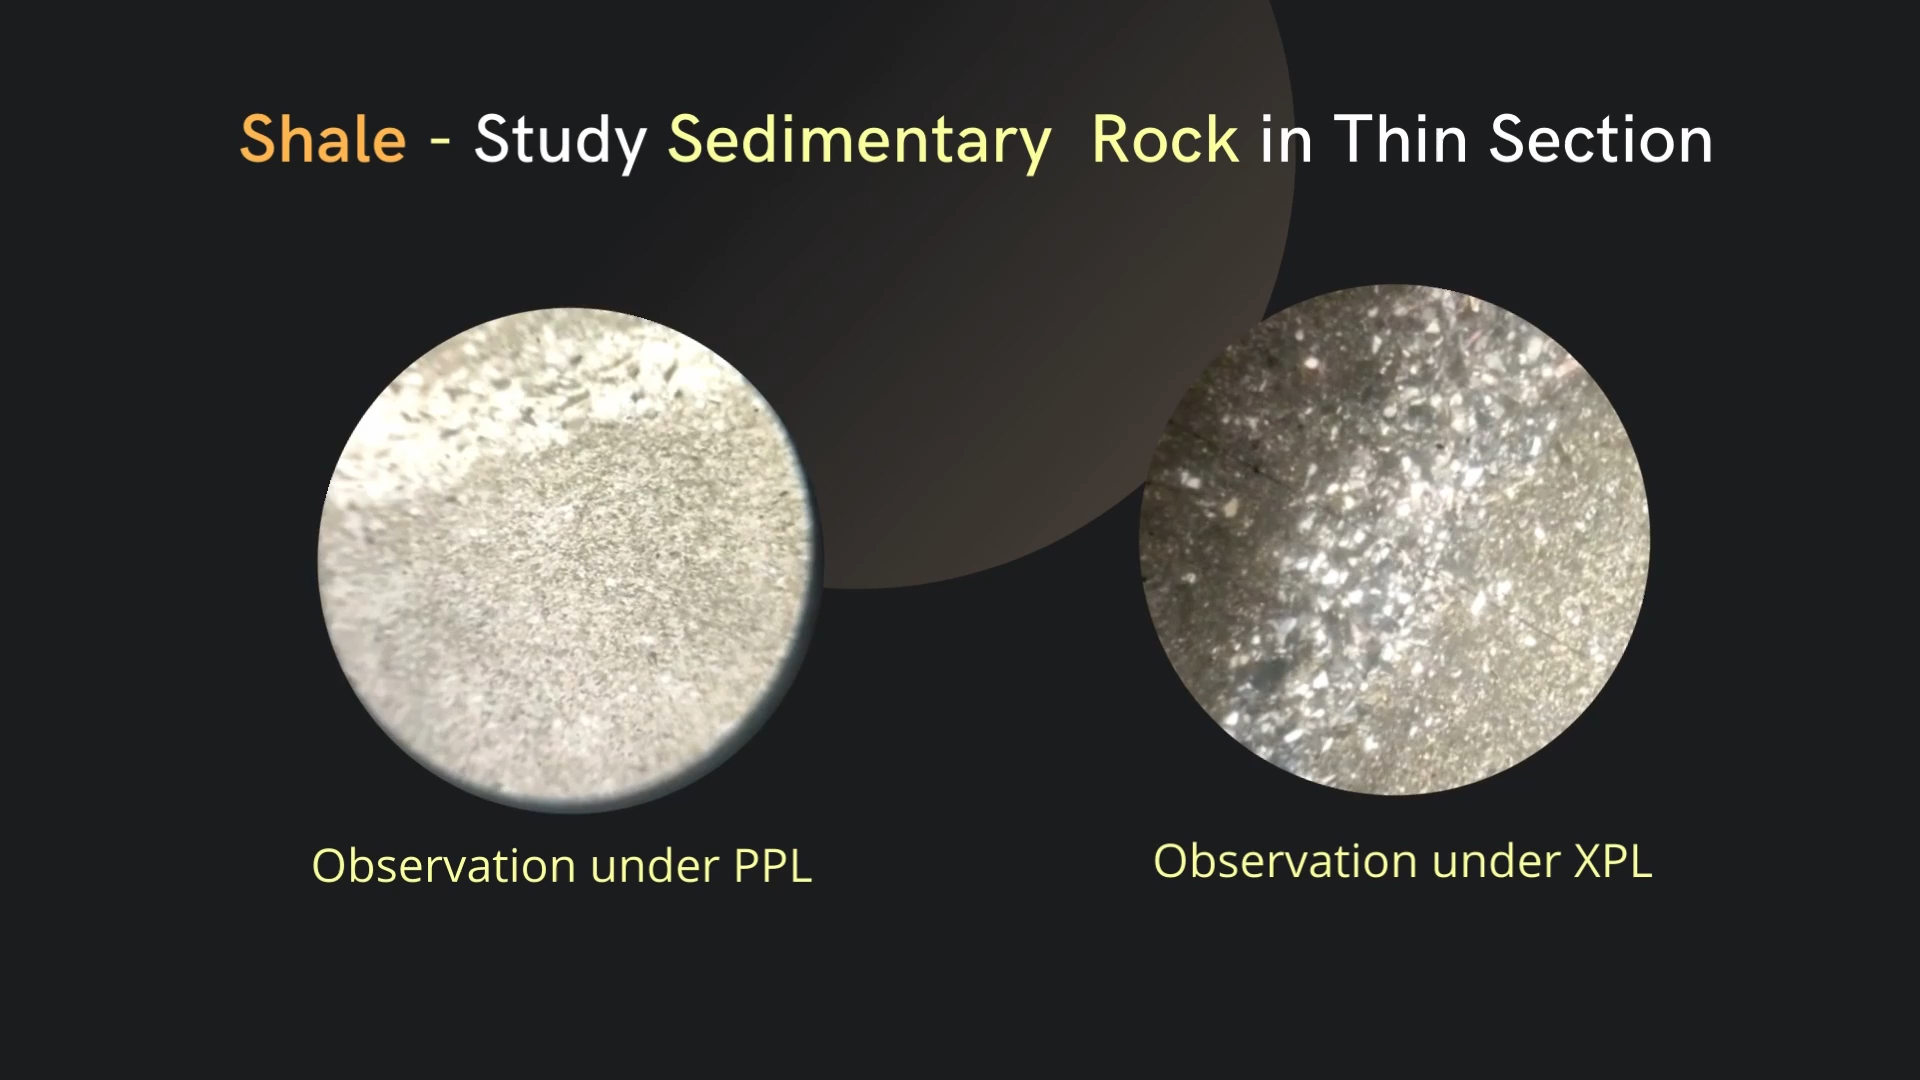 Shale - Study Sedimentary Rock in Thin Section
Observation under PPL
Observation under XPL